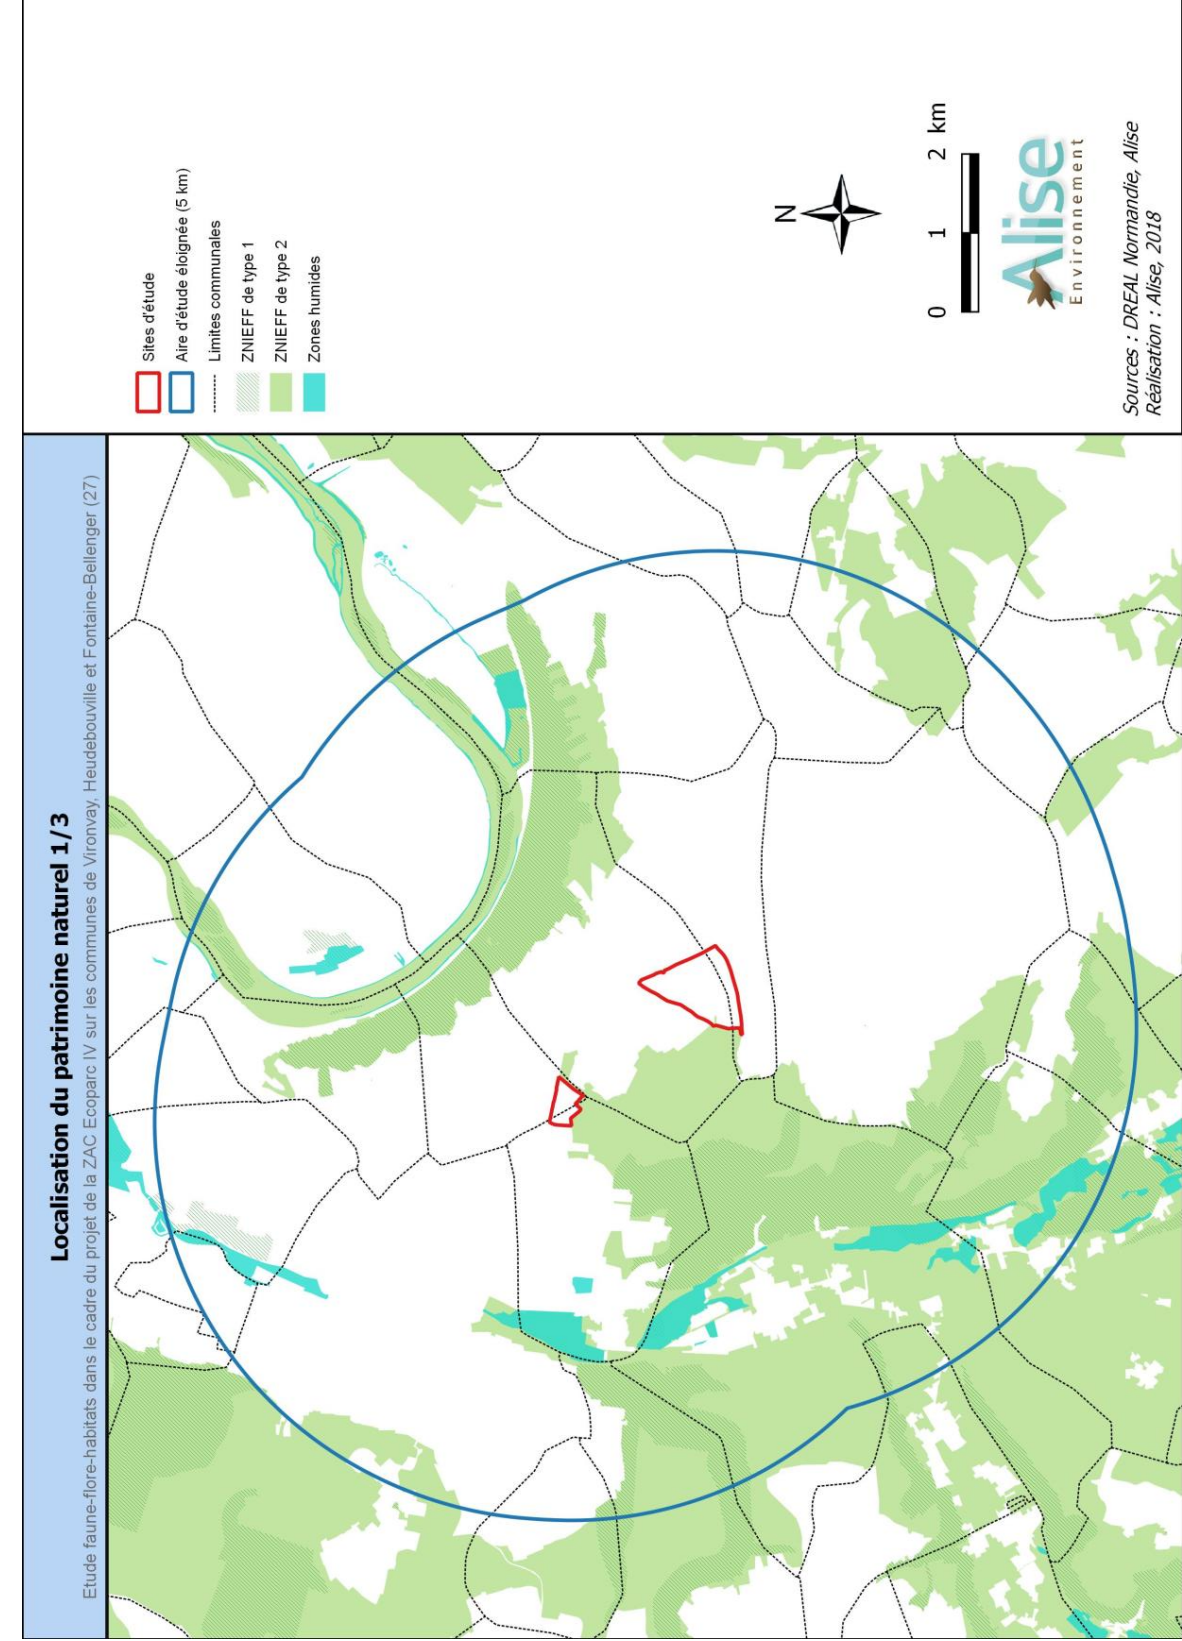 Localisation du patrimoine naturel 1/3
Etude faune-flore-habitats dans le cadre du projet de la ZAC Ecoparc IV sur les communes de Vironvay, Heudebouville et Fontaine-Bellenger (27)
Sites d'étude
Aire d'étude éloignée (5 km)
Limites communales
ZNIEFF de type 1
ZNIEFF de type 2
Zones humides
N
0 1 2 km
Alise
Environnement
Sources : DREAL Normandie, Alise
Réalisation : Alise, 2018